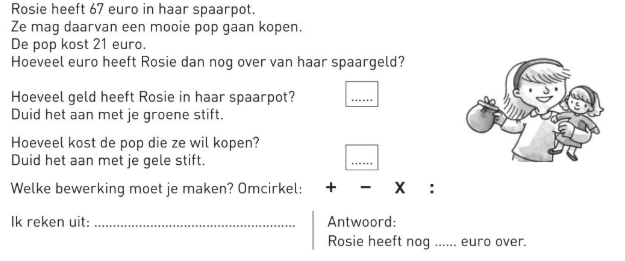 Rosie heeft 67 euro in haar spaarpot.
Ze mag daarvan een mooie pop gaan kopen.
De pop kost 21 euro.
Hoeveel euro heeft Rosie dan nog over van haar spaargeld?
Hoeveel geld heeft Rosie in haar spaarpot? ......
Duid het aan met je groene stift.
Hoeveel kost de pop die ze wil kopen?
Duid het aan met je gele stift. ......
Welke bewerking moet je maken? Omcirkel: + – X :
Ik reken uit: ......................................................
Antwoord:
Rosie heeft nog ...... euro over.